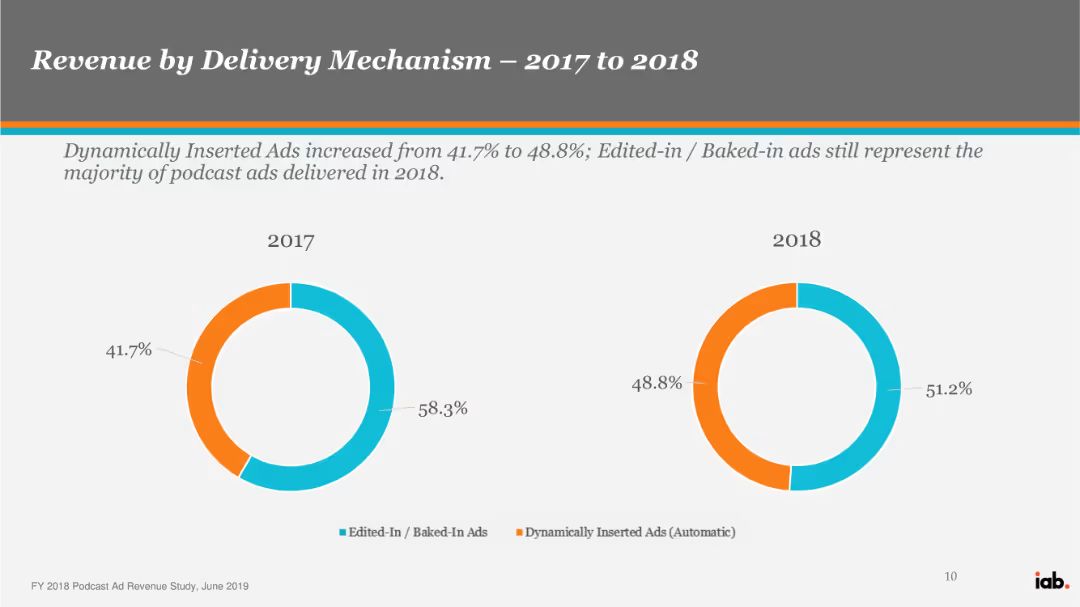 Revenue by Delivery Mechanism – 2017 to 2018
Dynamically Inserted Ads increased from 41.7% to 48.8%; Edited-in / Baked-in ads still represent the
majority of podcast ads delivered in 2018.
2017
2018
41.7%
58.3%
48.8%
51.2%
Edited-In / Baked-In Ads
Dynamically Inserted Ads (Automatic)
FY 2018 Podcast Ad Revenue Study, June 2019
10
iab.